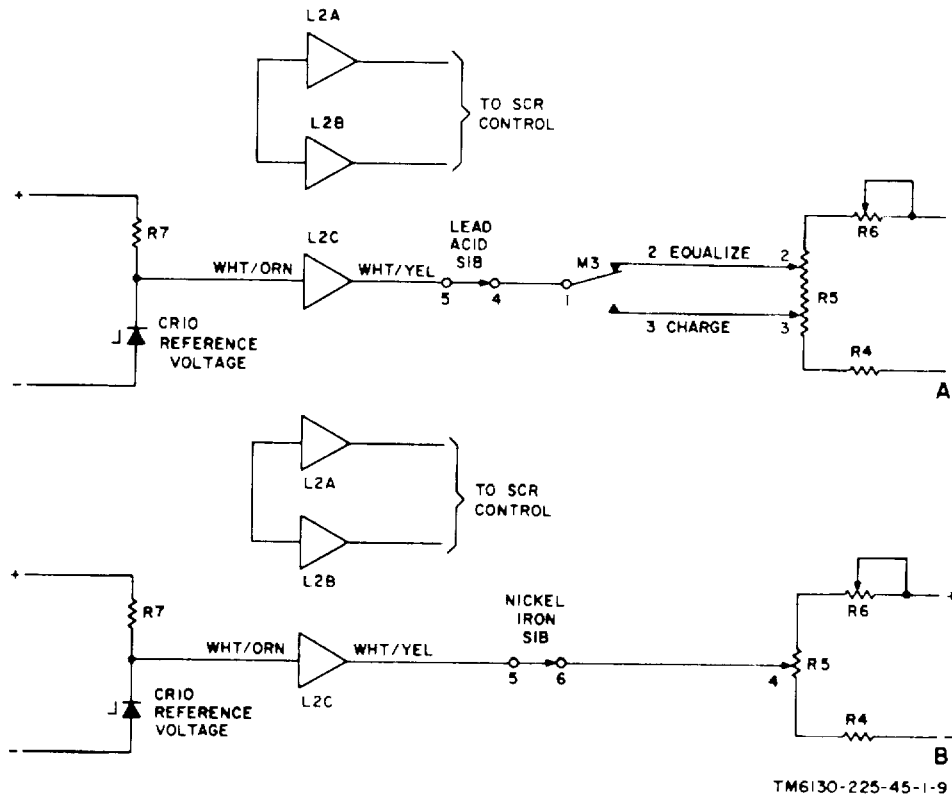 L2A
L2B
TO SCR
CONTROL
+
R7
WHT/ORN
L2C
WHT/YEL
LEAD
ACID
SIB
5
4
M3
1
2 EQUALIZE
2
3 CHARGE
3
R6
R5
R4
CR10
REFERENCE
VOLTAGE
-
A
L2A
L2B
TO SCR
CONTROL
+
R7
WHT/ORN
L2C
WHT/YEL
NICKEL
IRON
SIB
5
6
4
R6
+
R5
R4
-
CR10
REFERENCE
VOLTAGE
-
B
TM6130-225-45-1-9